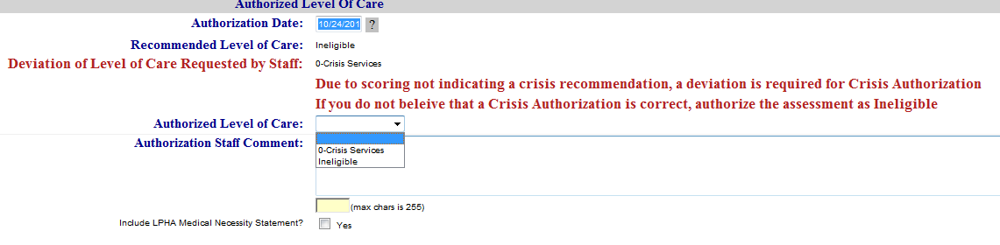 Authorized Level Of Care
Authorization Date: 10/24/201 ?
Recommended Level of Care: Ineligible
Deviation of Level of Care Requested by Staff: 0-Crisis Services
Due to scoring not indicating a crisis recommendation, a deviation is required for Crisis Authorization
If you do not beleive that a Crisis Authorization is correct, authorize the assessment as Ineligible
Authorized Level of Care:
Authorization Staff Comment:
0-Crisis Services
Ineligible
(max chars is 255)
Include LPHA Medical Necessity Statement? Yes